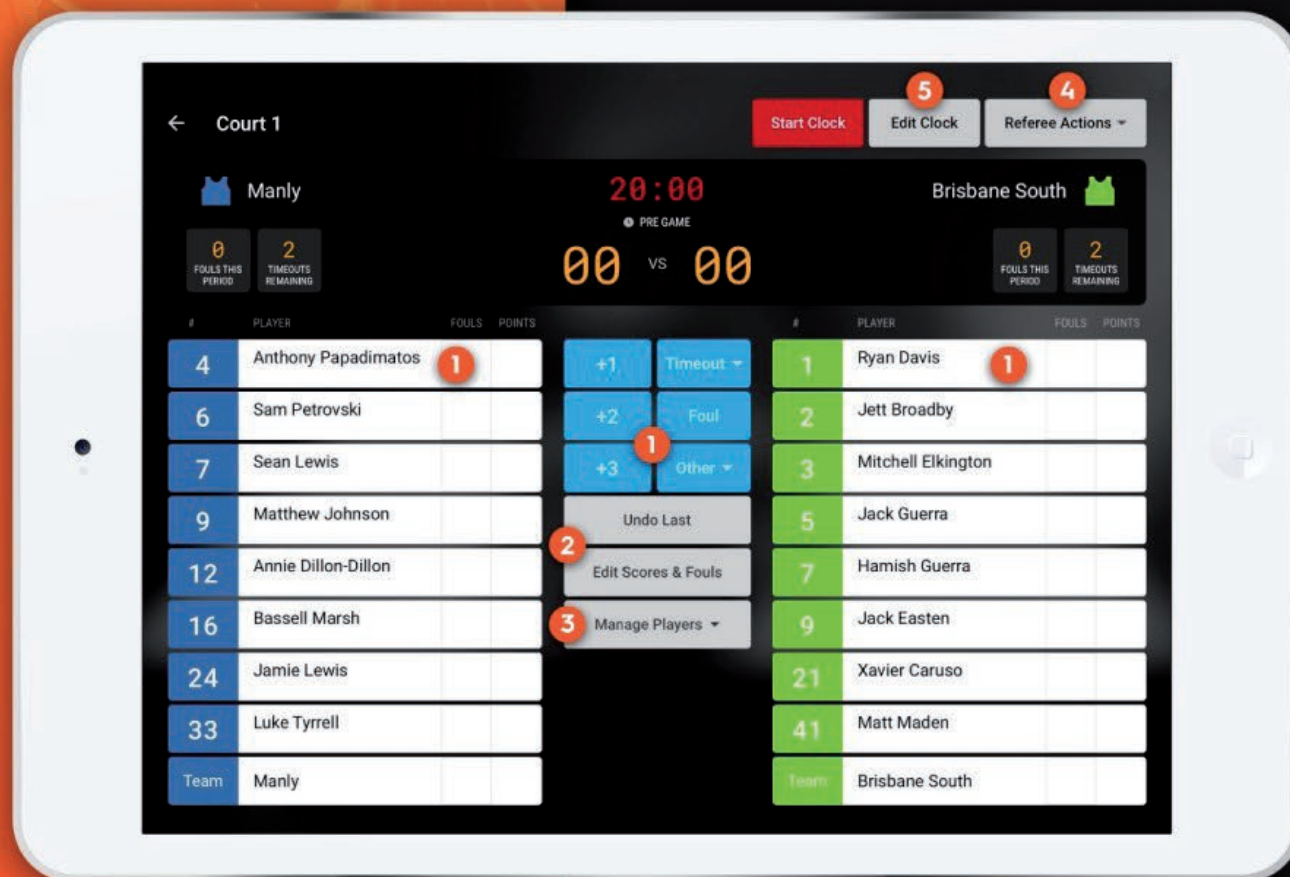 5
4
← Court 1
Start Clock
Edit Clock
Referee Actions
Manly
20:00
Brisbane South
PRE GAME
0
FOULS THIS
PERIOD
2
TIMEOUTS
REMAINING
00 VS 00
0
FOULS THIS
PERIOD
2
TIMEOUTS
REMAINING
# PLAYER FOULS POINTS
# PLAYER FOULS POINTS
4 Anthony Papadimatos 1
+1 Timeout
1 Ryan Davis 1
6 Sam Petrovski
+2 Foul
2 Jett Broadby
1
7 Sean Lewis
+3 Other
3 Mitchell Elkington
9 Matthew Johnson
Undo Last
5 Jack Guerra
2
12 Annie Dillon-Dillon
Edit Scores & Fouls
7 Hamish Guerra
16 Bassell Marsh
3 Manage Players
9 Jack Easten
24 Jamie Lewis
21 Xavier Caruso
33 Luke Tyrrell
41 Matt Maden
Team Manly
Team Brisbane South